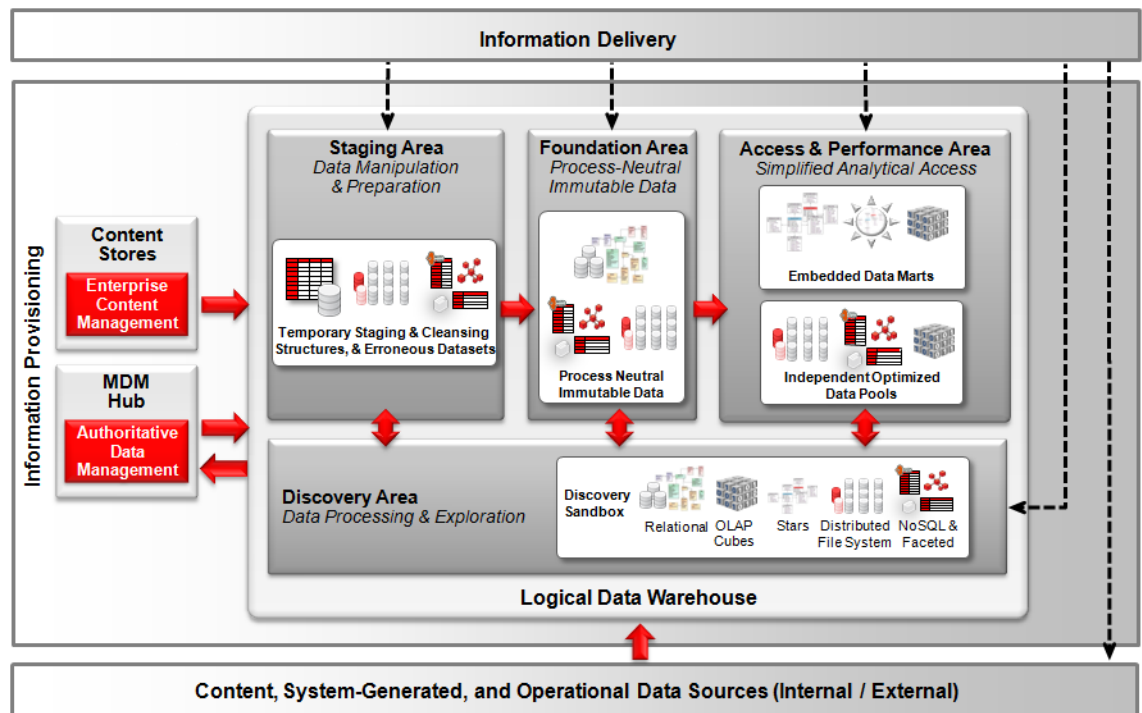 Information Delivery
Information Provisioning
Content
Stores
Enterprise
Content
Management
MDM
Hub
Authoritative
Data
Management
Staging Area
Data Manipulation
& Preparation
Temporary Staging & Cleansing
Structures, & Erroneous Datasets
Foundation Area
Process-Neutral
Immutable Data
Process Neutral
Immutable Data
Access & Performance Area
Simplified Analytical Access
Embedded Data Marts
Independent Optimized
Data Pools
Discovery Area
Data Processing & Exploration
Discovery
Sandbox
Relational
OLAP
Cubes
Stars
Distributed
File System
NoSQL &
Faceted
Logical Data Warehouse
Content, System-Generated, and Operational Data Sources (Internal / External)